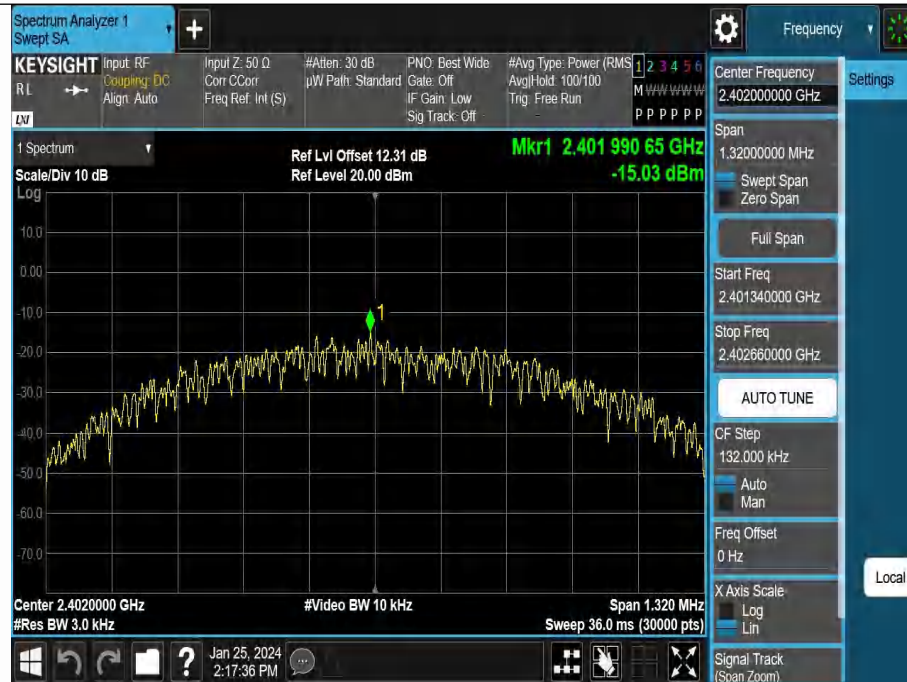 Spectrum Analyzer 1
Swept SA
+
Frequency
KEYSIGHT
RL
LXI
Input: RF
Coupling: DC
Align: Auto
Input Z: 50 Ω
Corr CCorr
Freq Ref: Int (S)
#Atten: 30 dB
µW Path: Standard
PNO: Best Wide
Gate: Off
IF Gain: Low
Sig Track: Off
#Avg Type: Power (RMS
Avg|Hold: 100/100
Trig: Free Run
1 2 3 4 5 6
M W W W W W
P P P P P P
1 Spectrum
Scale/Div 10 dB
Log
Ref Lvl Offset 12.31 dB
Ref Level 20.00 dBm
Mkr1 2.401 990 65 GHz
-15.03 dBm
10.0
0.00
-10.0
-20.0
-30.0
-40.0
-50.0
-60.0
-70.0
1
Center 2.4020000 GHz
#Res BW 3.0 kHz
#Video BW 10 kHz
Span 1.320 MHz
Sweep 36.0 ms (30000 pts)
Jan 25, 2024
2:17:36 PM
?
Center Frequency
2.402000000 GHz
Span
1.32000000 MHz
Swept Span
Zero Span
Full Span
Start Freq
2.401340000 GHz
Stop Freq
2.402660000 GHz
AUTO TUNE
CF Step
132.000 kHz
Auto
Man
Freq Offset
0 Hz
X Axis Scale
Log
Lin
Signal Track
(Span Zoom)
Settings
Local